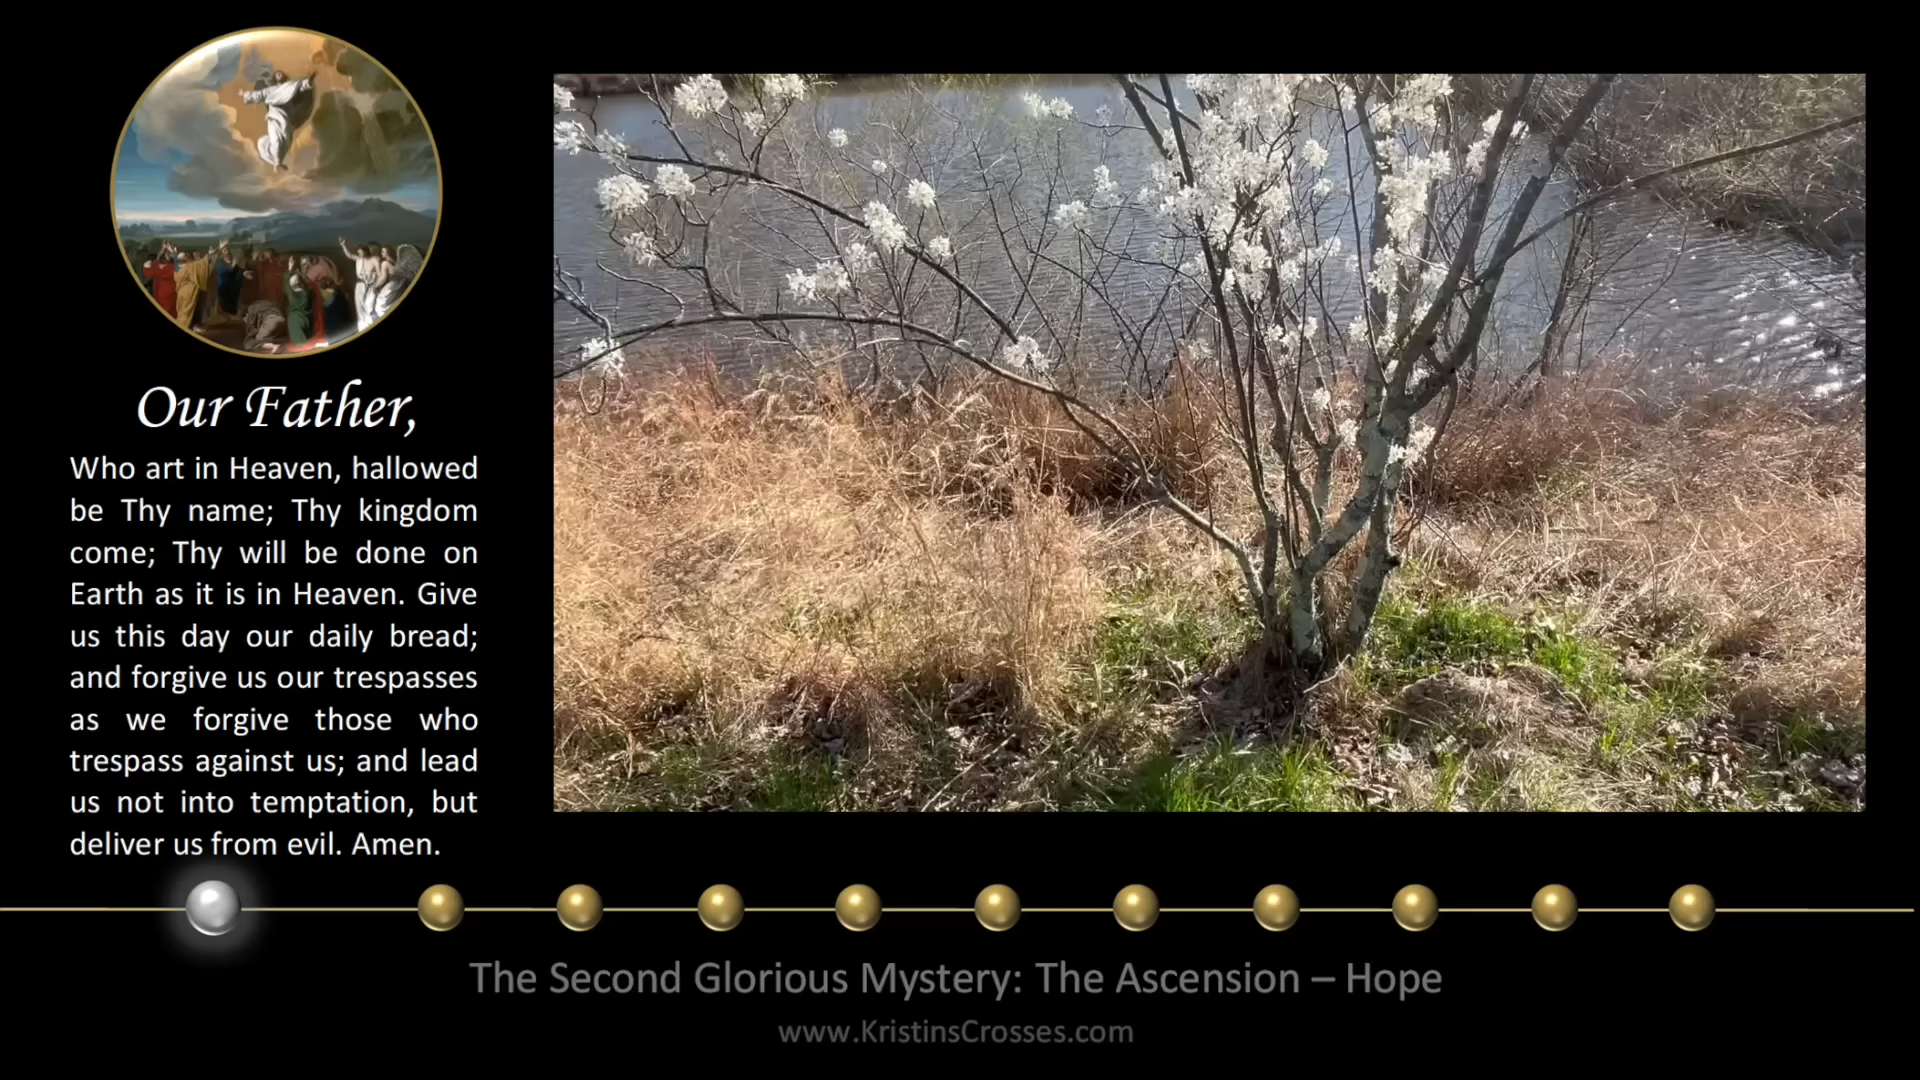 Our Father,
Who art in Heaven, hallowed
be Thy name; Thy kingdom
come; Thy will be done on
Earth as it is in Heaven. Give
us this day our daily bread;
and forgive us our trespasses
as we forgive those who
trespass against us; and lead
us not into temptation, but
deliver us from evil. Amen.
The Second Glorious Mystery: The Ascension – Hope
www.KristinsCrosses.com